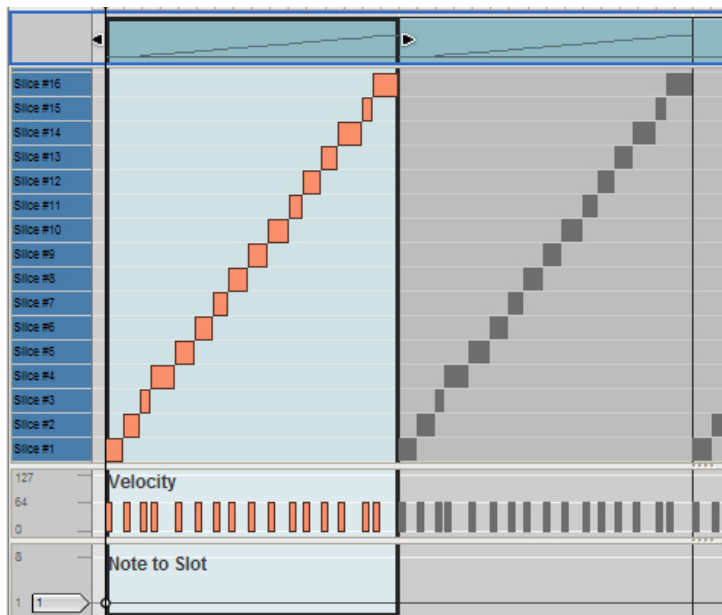 Slice #16
Slice #15
Slice #14
Slice #13
Slice #12
Slice #11
Slice #10
Slice #9
Slice #8
Slice #7
Slice #6
Slice #5
Slice #4
Slice #3
Slice #2
Slice #1
127
Velocity
64
0
8
Note to Slot
1 1